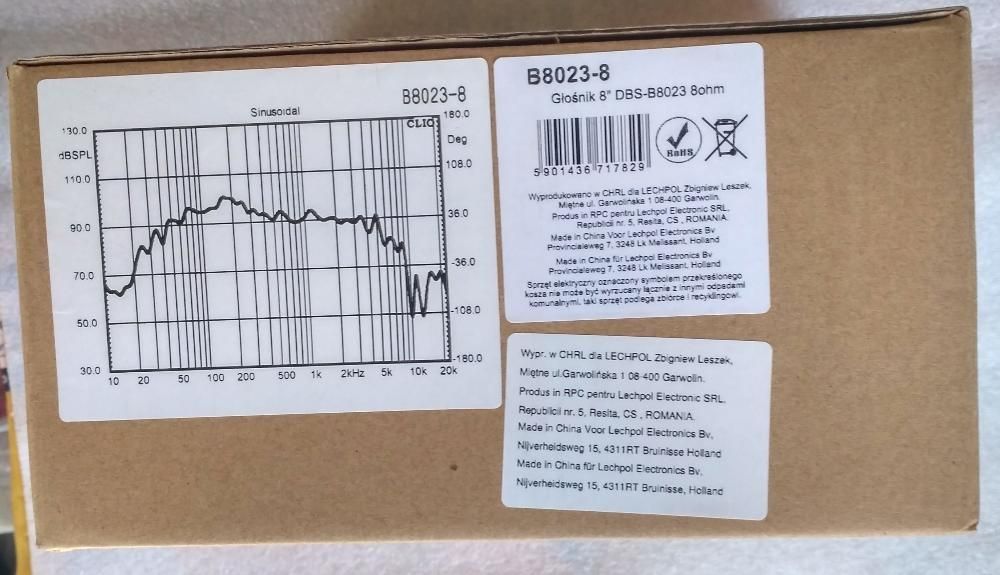 B8023-8
Sinusoidal
CLIO
130.0
dBSPL
110.0
90.0
70.0
50.0
30.0
180.0
Deg
108.0
36.0
-36.0
-108.0
-180.0
10 20 50 100 200 500 1k 2kHz 5k 10k 20k
B8023-8
Głośnik 8" DBS-B8023 8ohm
5 901436 717829
RoHS
Wyprodukowano w CHRL dla LECHPOL Zbigniew Leszek,
Miętne ul. Garwolińska 1 08-400 Garwolin.
Produs in RPC pentru Lechpol Electronic SRL,
Republicii nr. 5, Resita, CS , ROMANIA.
Made in China Voor Lechpol Electronics Bv
Provincialeweg 7, 3248 Lk Melissant, Holland
Made in China für Lechpol Electronics Bv
Provincialeweg 7, 3248 Lk Melissant, Holland
Sprzęt elektryczny oznaczony symbolem przekreślonego
kosza nie może być wyrzucany łącznie z innymi odpadami
komunalnymi, taki sprzęt podlega zbiórce i recyklingowi.
Wypr. w CHRL dla LECHPOL Zbigniew Leszek,
Miętne ul.Garwolińska 1 08-400 Garwolin.
Produs in RPC pentru Lechpol Electronic SRL,
Republicii nr. 5, Resita, CS , ROMANIA.
Made in China Voor Lechpol Electronics Bv,
Nijverheidsweg 15, 4311RT Bruinisse Holland
Made in China für Lechpol Electronics Bv,
Nijverheidsweg 15, 4311RT Bruinisse, Holland